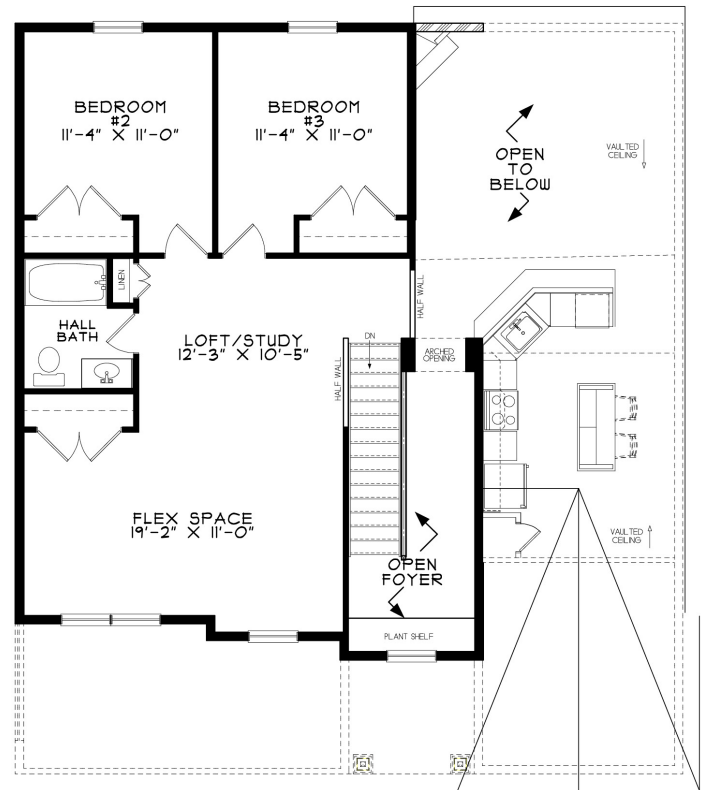 BEDROOM
#2
11'-4" X 11'-0"
BEDROOM
#3
11'-4" X 11'-0"
OPEN
TO
BELOW
VAULTED
CEILING
LINEN
HALL
BATH
LOFT/STUDY
12'-3" X 10'-5"
HALF WALL
HALF WALL
DN
ARCHED
OPENING
FLEX SPACE
19'-2" X 11'-0"
OPEN
FOYER
VAULTED
CEILING
PLANT SHELF